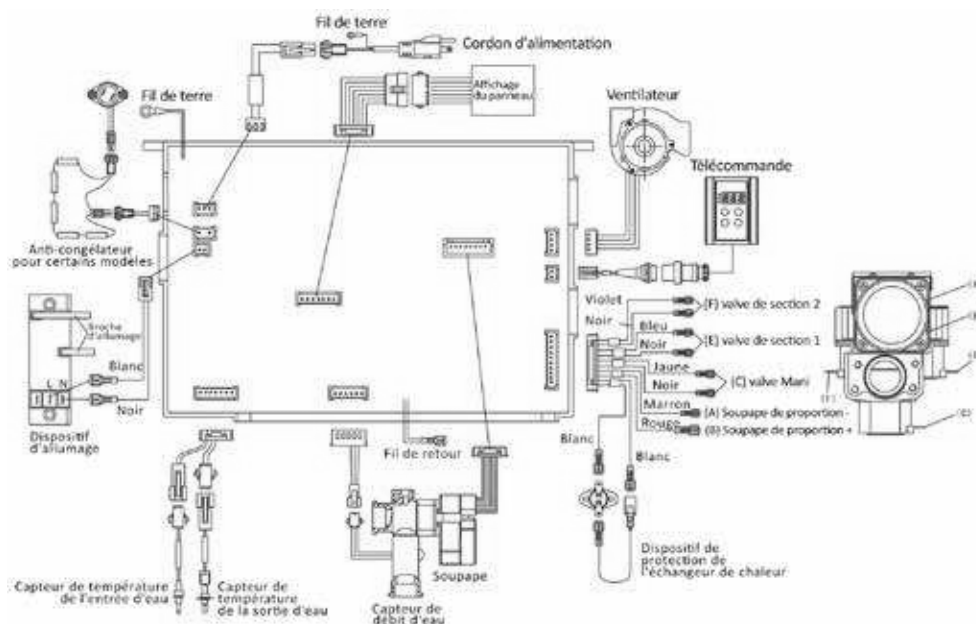 Fil de terre
Cordon d'alimentation
Affichage
du panneau
Fil de terre
Ventilateur
Télécommande
Anti-congélateur
pour certains modèles
Broche
d'allumage
Blanc
L N
Noir
Dispositif
d'allumage
Violet
Noir
(F) valve de section 2
Bleu
Noir
(E) valve de section 1
Jaune
Noir
(C) valve Mani
Marron
(A) Soupape de proportion -
Rouge
(B) Soupape de proportion +
Blanc
Blanc
Fil de retour
Dispositif de
protection de
l'échangeur de chaleur
Soupape
Capteur de température
de l'entrée d'eau
Capteur de
température
de la sortie d'eau
Capteur de
débit d'eau